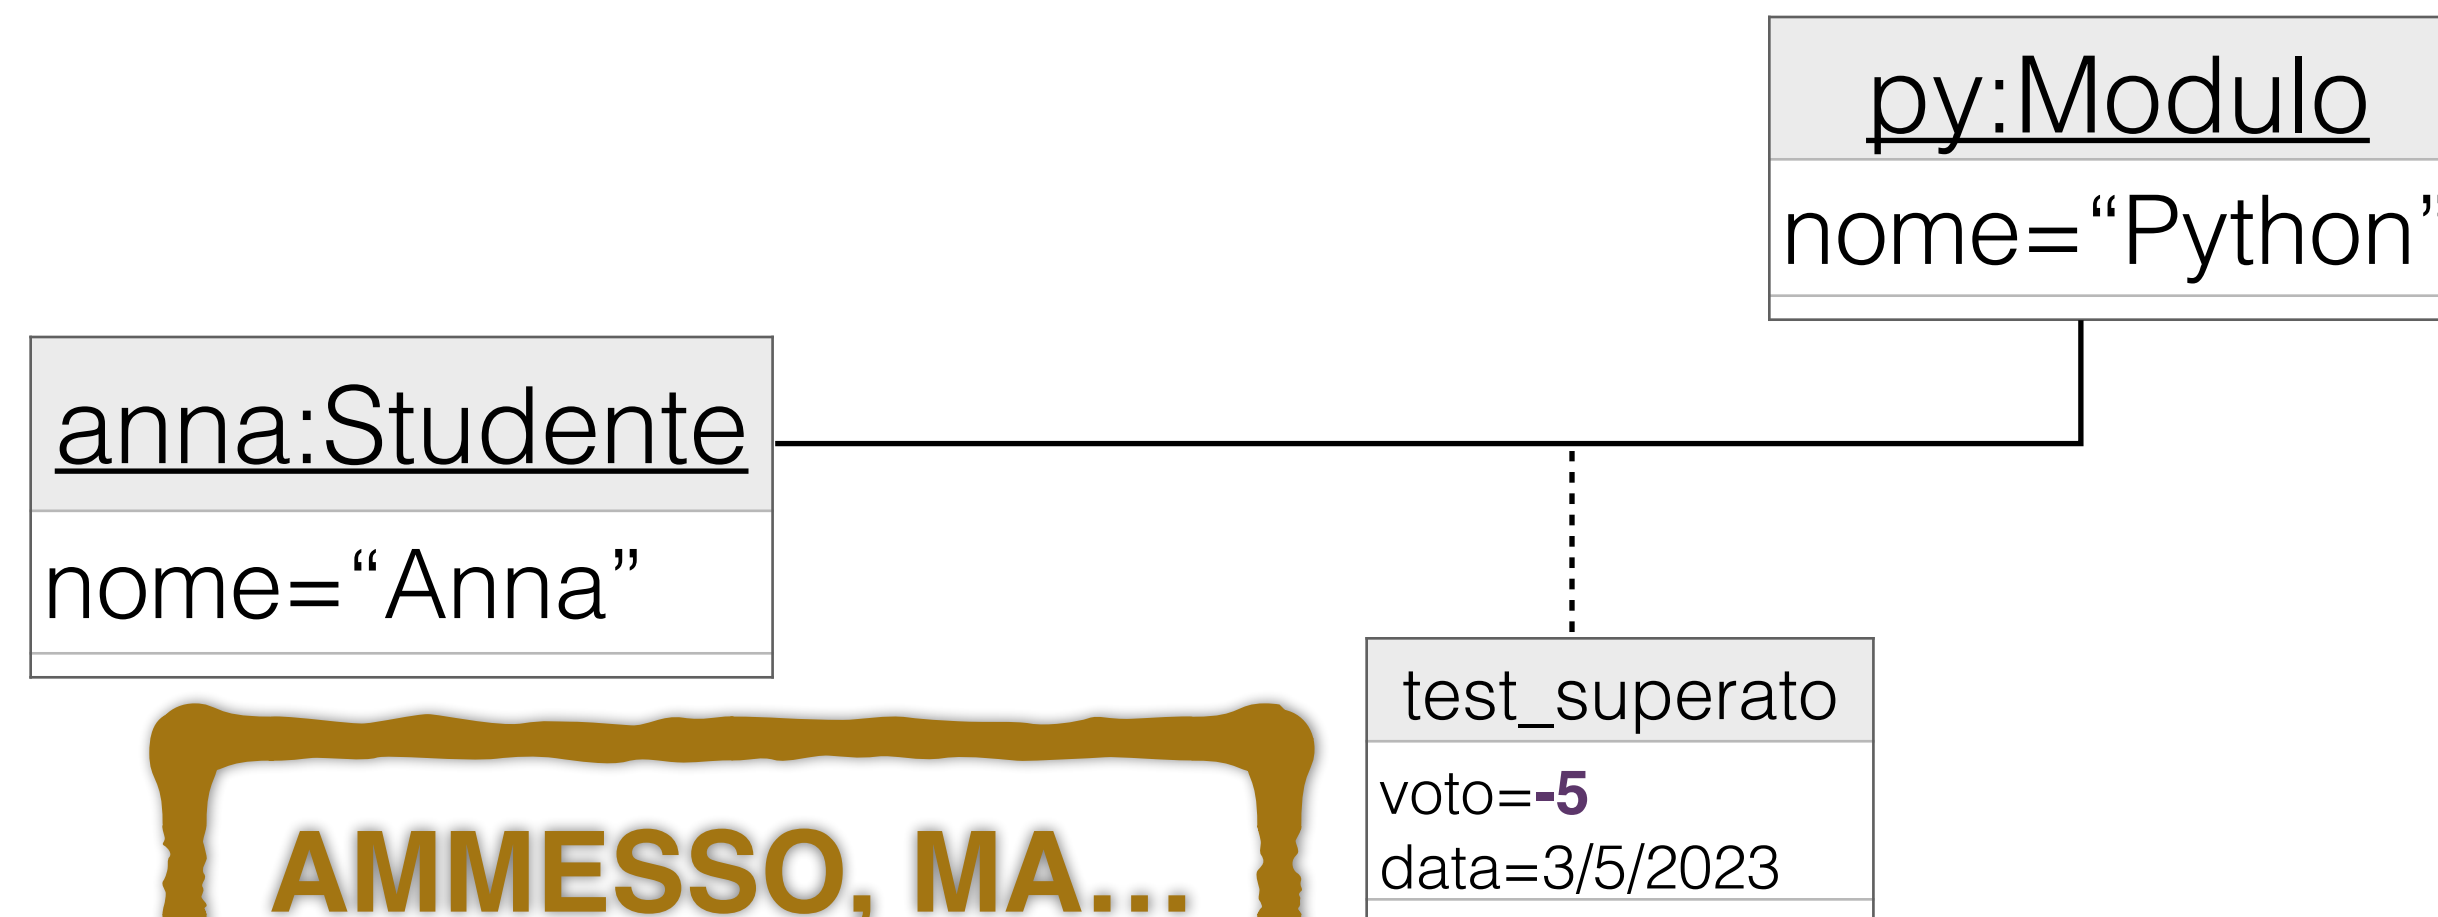 py:Modulo
nome=“Python”
anna:Studente
nome=“Anna”
test_superato
voto=-5
data=3/5/2023
AMMESSO, MA...